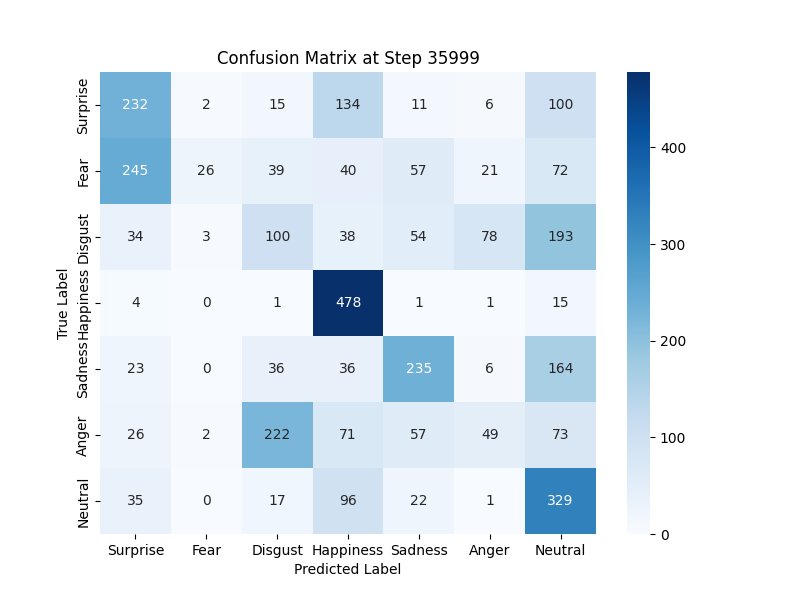 Confusion Matrix at Step 35999
True Label
Surprise 232 2 15 134 11 6 100
Fear 245 26 39 40 57 21 72
Disgust 34 3 100 38 54 78 193
Happiness 4 0 1 478 1 1 15
Sadness 23 0 36 36 235 6 164
Anger 26 2 222 71 57 49 73
Neutral 35 0 17 96 22 1 329
Surprise Fear Disgust Happiness Sadness Anger Neutral
Predicted Label
400
300
200
100
0